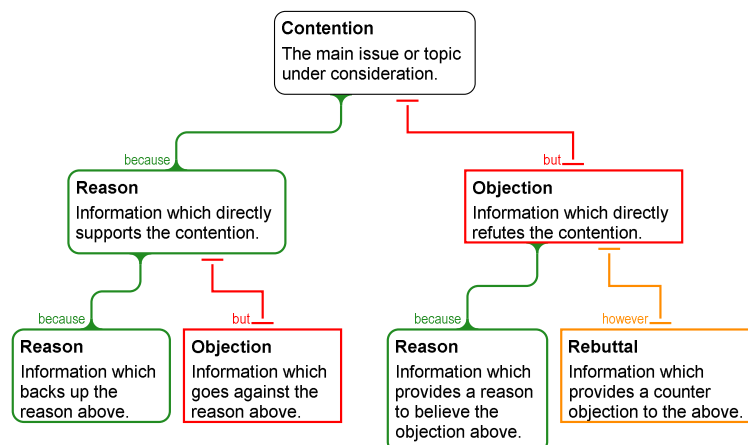 Contention
The main issue or topic
under consideration.
because
but
Reason
Information which directly
supports the contention.
Objection
Information which directly
refutes the contention.
because
but
because
however
Reason
Information which
backs up the
reason above.
Objection
Information which
goes against the
reason above.
Reason
Information which
provides a reason
to believe the
objection above.
Rebuttal
Information which
provides a counter
objection to the above.